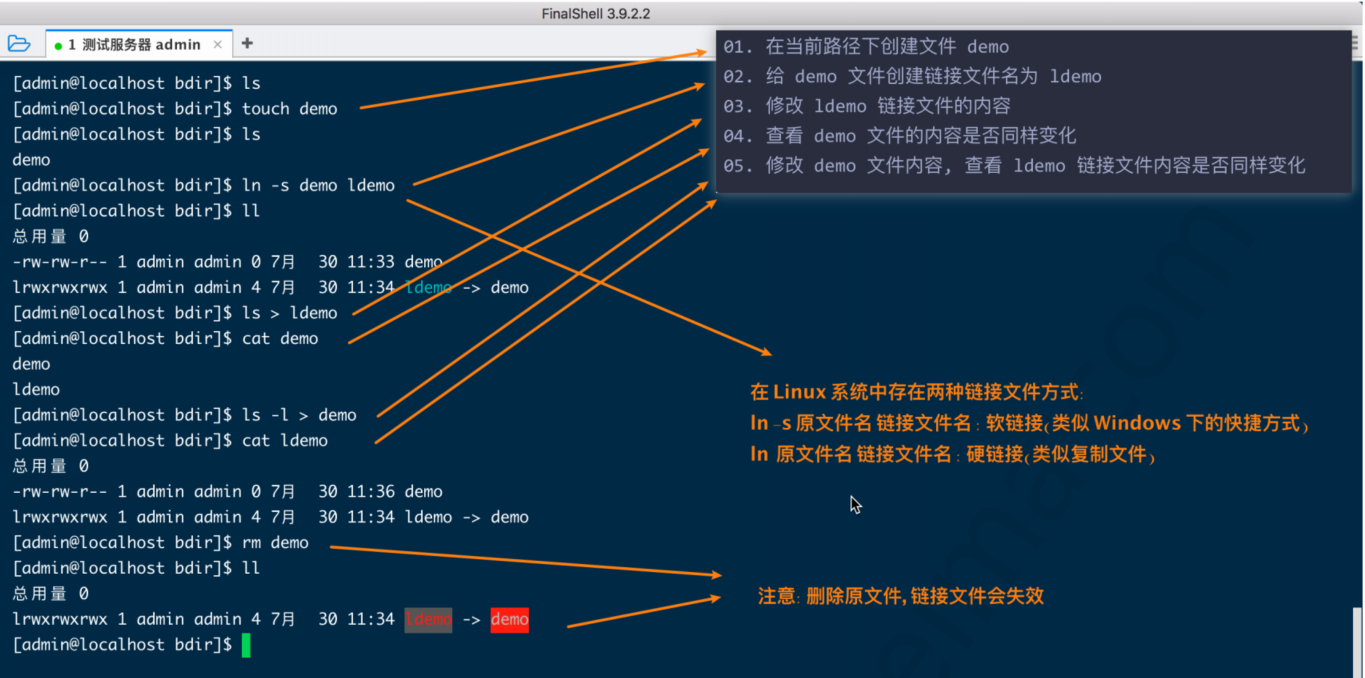 FinalShell 3.9.2.2
1 测试服务器 admin × +
[admin@localhost bdir]$ ls
[admin@localhost bdir]$ touch demo
[admin@localhost bdir]$ ls
demo
[admin@localhost bdir]$ ln -s demo ldemo
[admin@localhost bdir]$ ll
总用量 0
-rw-rw-r-- 1 admin admin 0 7月  30 11:33 demo
lrwxrwxrwx 1 admin admin 4 7月  30 11:34 ldemo -> demo
[admin@localhost bdir]$ ls > ldemo
[admin@localhost bdir]$ cat demo
demo
ldemo
[admin@localhost bdir]$ ls -l > demo
[admin@localhost bdir]$ cat ldemo
总用量 0
-rw-rw-r-- 1 admin admin 0 7月  30 11:36 demo
lrwxrwxrwx 1 admin admin 4 7月  30 11:34 ldemo -> demo
[admin@localhost bdir]$ rm demo
[admin@localhost bdir]$ ll
总用量 0
lrwxrwxrwx 1 admin admin 4 7月  30 11:34 ldemo -> demo
[admin@localhost bdir]$
01. 在当前路径下创建文件 demo
02. 给 demo 文件创建链接文件名为 ldemo
03. 修改 ldemo 链接文件的内容
04. 查看 demo 文件的内容是否同样变化
05. 修改 demo 文件内容, 查看 ldemo 链接文件内容是否同样变化
在 Linux 系统中存在两种链接文件方式:
ln -s 原文件名 链接文件名 : 软链接(类似 Windows 下的快捷方式)
ln 原文件名 链接文件名 : 硬链接(类似复制文件)
注意: 删除原文件, 链接文件会失效